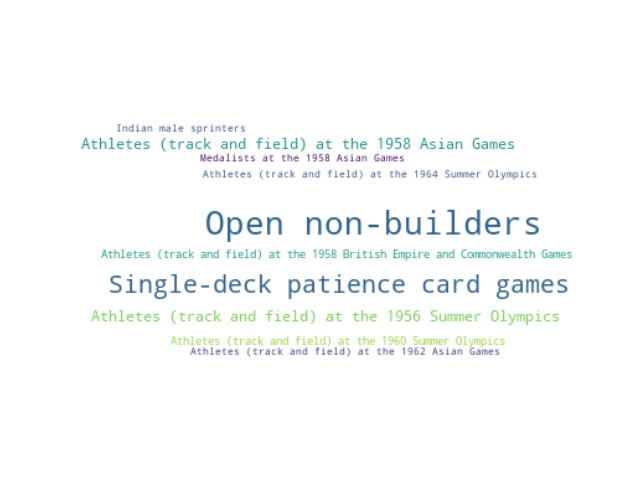 Indian male sprinters
Athletes (track and field) at the 1958 Asian Games
Medalists at the 1958 Asian Games
Athletes (track and field) at the 1964 Summer Olympics
Open non-builders
Athletes (track and field) at the 1958 British Empire and Commonwealth Games
Single-deck patience card games
Athletes (track and field) at the 1956 Summer Olympics
Athletes (track and field) at the 1960 Summer Olympics
Athletes (track and field) at the 1962 Asian Games